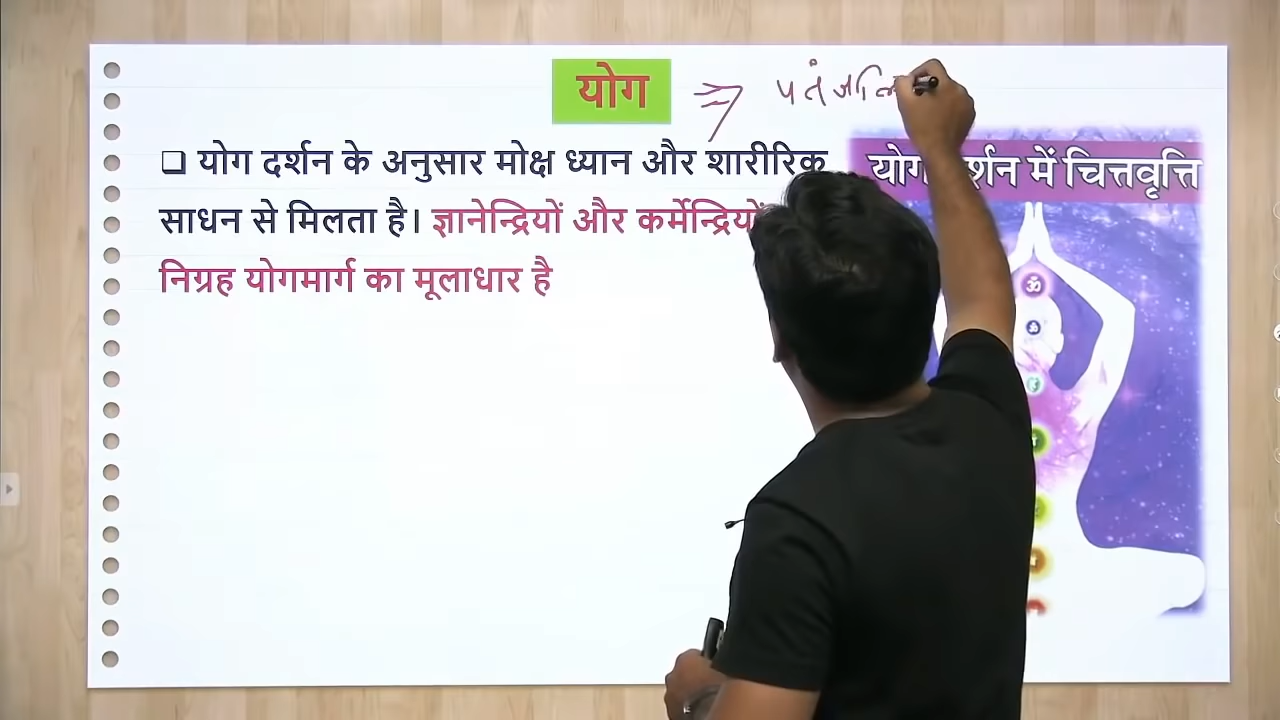 योग ⇒ पतंजलि
❑ योग दर्शन के अनुसार मोक्ष ध्यान और शारीरिक
साधन से मिलता है। ज्ञानेन्द्रियों और कर्मेन्द्रियों
निग्रह योगमार्ग का मूलाधार है
योग दर्शन में चित्तवृत्ति
ॐ